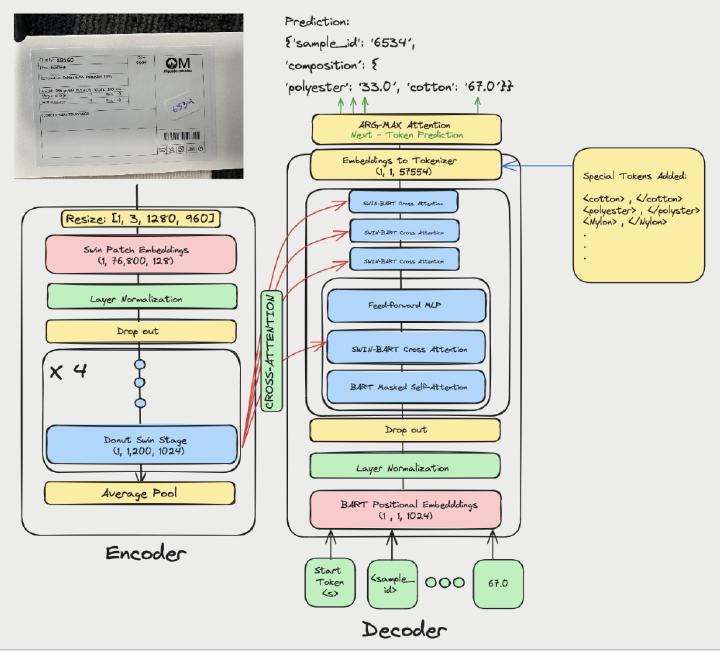 Prediction:
{'sample_id': '6534',
'composition': {
'polyester': '33.0', 'cotton': '67.0'}}
QM
6534
ARG-MAX Attention
Next - Token Prediction
Embeddings to Tokenizer
(1, 1, 57554)
Special Tokens Added:
<cotton> , </cotton>
<polyester> , </polyster>
<Nylon> , </Nylon>
.
.
.
.
Resize: [1, 3, 1280, 960]
Swin Patch Embeddings
(1, 76,800, 128)
Layer Normalization
Drop out
X 4
Donut Swin Stage
(1, 1,200, 1024)
Average Pool
Encoder
CROSS-ATTENTION
SWIN-BART Cross Attention
SWIN-BART Cross Attention
SWIN-BART Cross Attention
Feed-forward MLP
SWIN-BART Cross Attention
BART Masked Self-Attention
Drop out
Layer Normalization
BART Positional Embedddings
(1 , 1, 1024)
Start
Token
<s>
<sample_
id>
67.0
Decoder